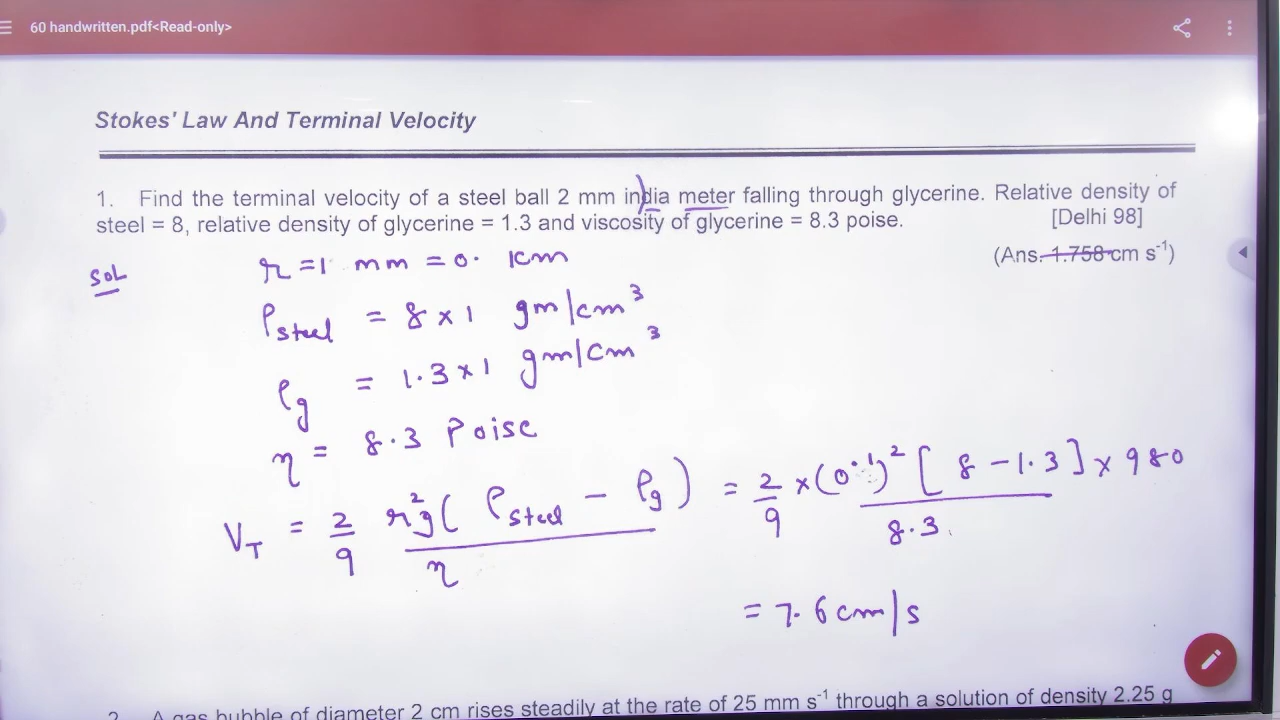 60 handwritten.pdf<Read-only>
Stokes' Law And Terminal Velocity
1. Find the terminal velocity of a steel ball 2 mm in dia meter falling through glycerine. Relative density of
steel = 8, relative density of glycerine = 1.3 and viscosity of glycerine = 8.3 poise. [Delhi 98]
(Ans. 1.758 cm s⁻¹)
Sol r = 1 mm = 0.1cm
ρsteel = 8 × 1 gm/cm³
ρg = 1.3 × 1 gm/cm³
η = 8.3 Poise
V_T = 2/9 r²g(ρsteel - ρg)/η = 2/9 × (0.1)² [8 - 1.3] × 980/8.3
= 7.6 cm/s
2. A gas bubble of diameter 2 cm rises steadily at the rate of 25 mm s⁻¹ through a solution of density 2.25 g